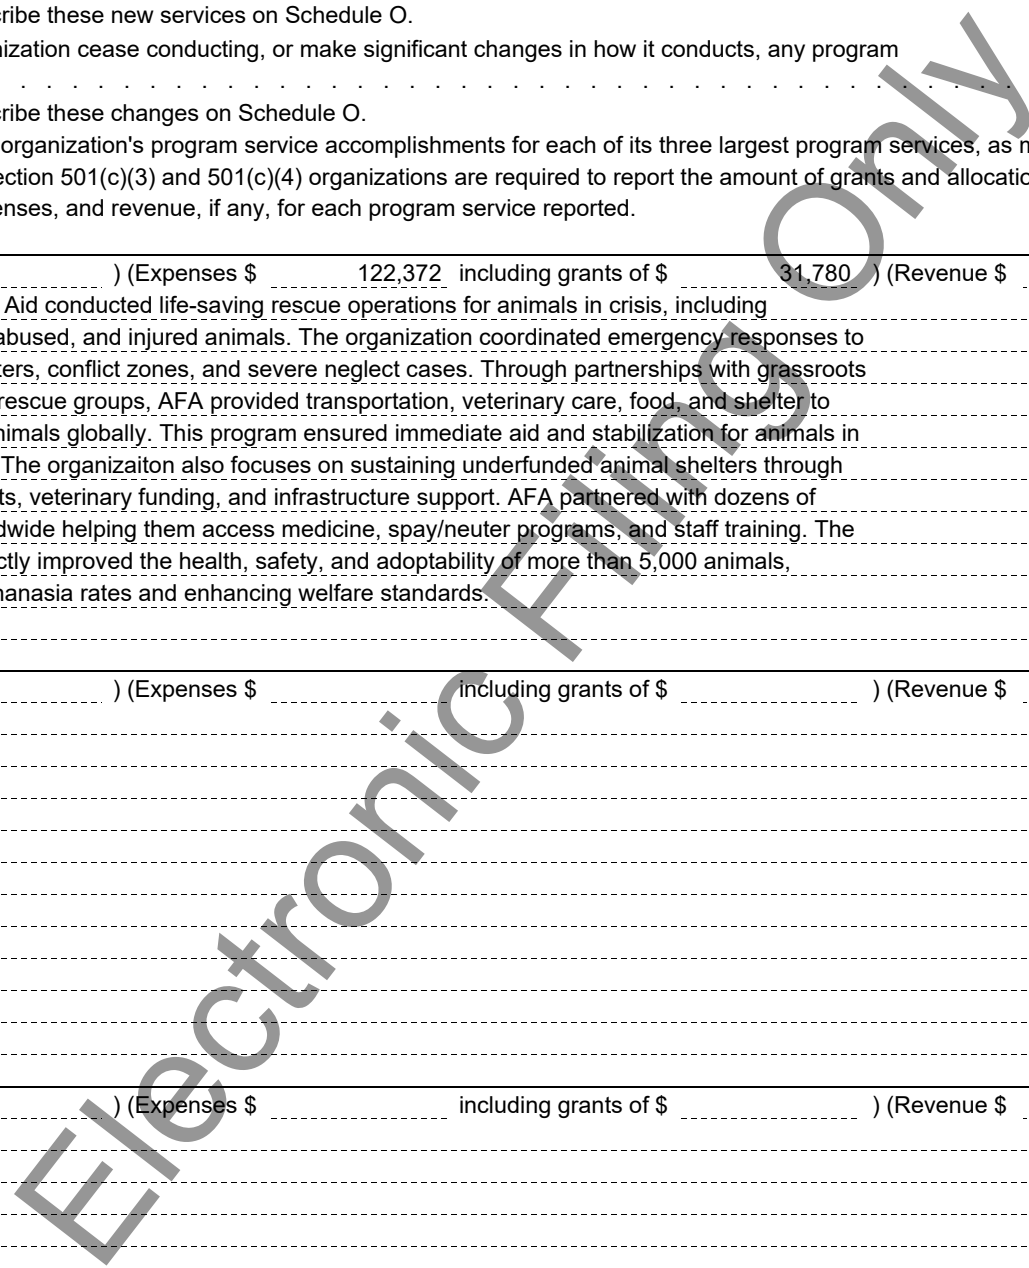 ribe these new services on Schedule O.
nization cease conducting, or make significant changes in how it conducts, any program
. . . . . . . . . . . . . . . . . . . . . . . . . . . . . . . . . . . . . . .
ribe these changes on Schedule O.
organization's program service accomplishments for each of its three largest program services, as m
ection 501(c)(3) and 501(c)(4) organizations are required to report the amount of grants and allocatio
enses, and revenue, if any, for each program service reported.
) (Expenses $ 122,372 including grants of $ 31,780 ) (Revenue $
Aid conducted life-saving rescue operations for animals in crisis, including
abused, and injured animals. The organization coordinated emergency responses to
ters, conflict zones, and severe neglect cases. Through partnerships with grassroots
rescue groups, AFA provided transportation, veterinary care, food, and shelter to
nimals globally. This program ensured immediate aid and stabilization for animals in
The organizaiton also focuses on sustaining underfunded animal shelters through
ts, veterinary funding, and infrastructure support. AFA partnered with dozens of
dwide helping them access medicine, spay/neuter programs, and staff training. The
ctly improved the health, safety, and adoptability of more than 5,000 animals,
hanasia rates and enhancing welfare standards.
) (Expenses $ including grants of $ ) (Revenue $
) (Expenses $ including grants of $ ) (Revenue $
Electronic Filing Only